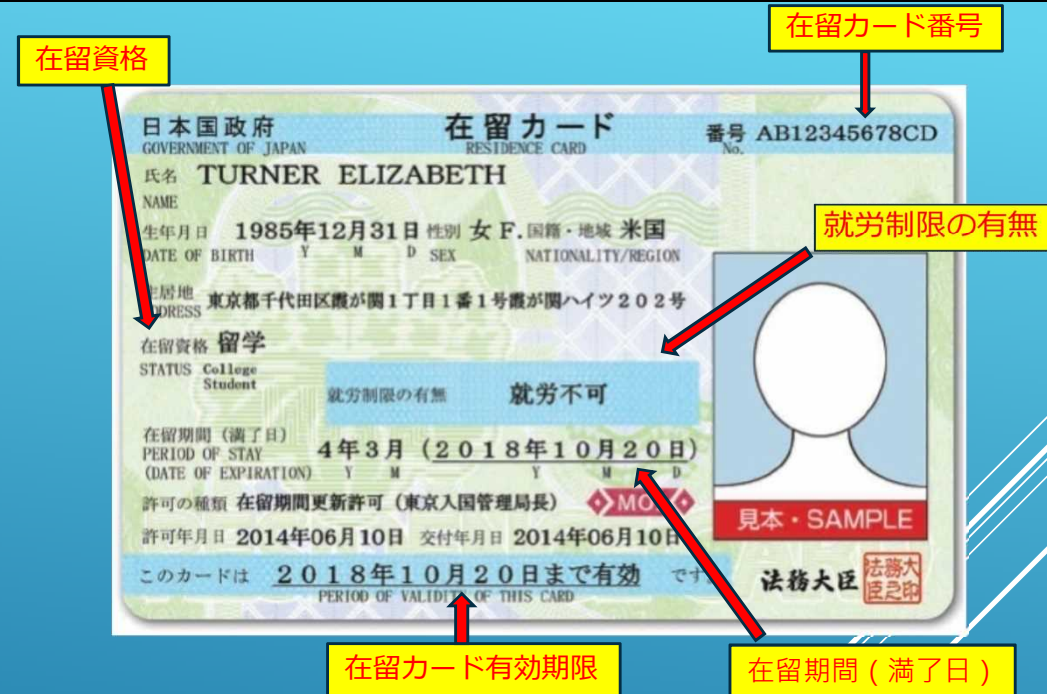 在留カード番号
在留資格
日本国政府 在留カード 番号 AB12345678CD
GOVERNMENT OF JAPAN RESIDENCE CARD No.
氏名 TURNER ELIZABETH
NAME
生年月日 1985年12月31日 性別 女 F. 国籍・地域 米国
DATE OF BIRTH Y M D SEX NATIONALITY/REGION
就労制限の有無
住居地 東京都千代田区霞が関1丁目1番1号霞が関ハイツ202号
ADDRESS
在留資格 留学
STATUS College
Student
就労制限の有無 就労不可
在留期間(満了日)
PERIOD OF STAY 4年3月(2018年10月20日)
(DATE OF EXPIRATION) Y M Y M D
許可の種類 在留期間更新許可(東京入国管理局長) MO
見本・SAMPLE
許可年月日 2014年06月10日 交付年月日 2014年06月10日
このカードは 2018年10月20日まで有効 です。
PERIOD OF VALIDITY OF THIS CARD
法務大臣 法務大臣之印
在留カード有効期限
在留期間(満了日)